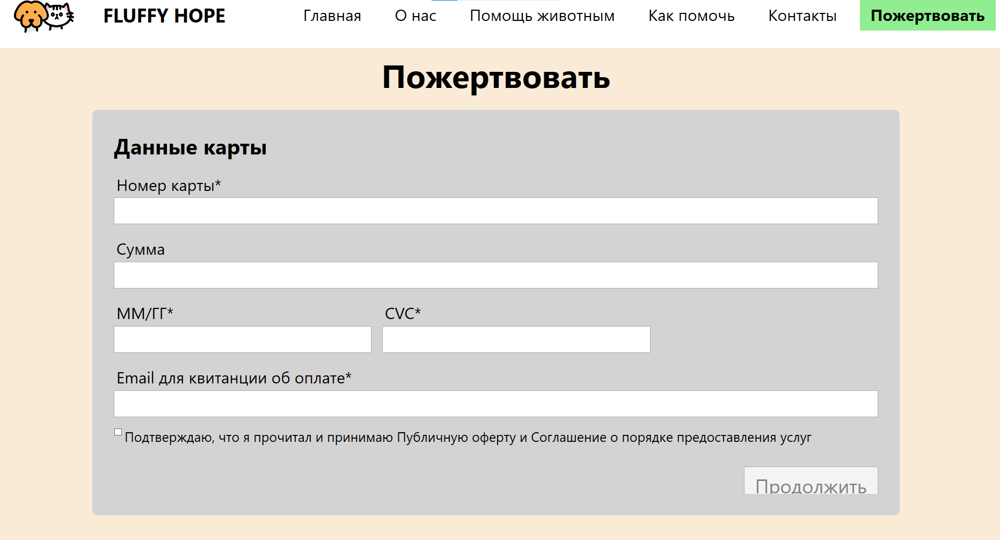 FLUFFY HOPE Главная О нас Помощь животным Как помочь Контакты Пожертвовать
Пожертвовать
Данные карты
Номер карты*
Сумма
ММ/ГГ* CVC*
Email для квитанции об оплате*
Подтверждаю, что я прочитал и принимаю Публичную оферту и Соглашение о порядке предоставления услуг
Продолжить